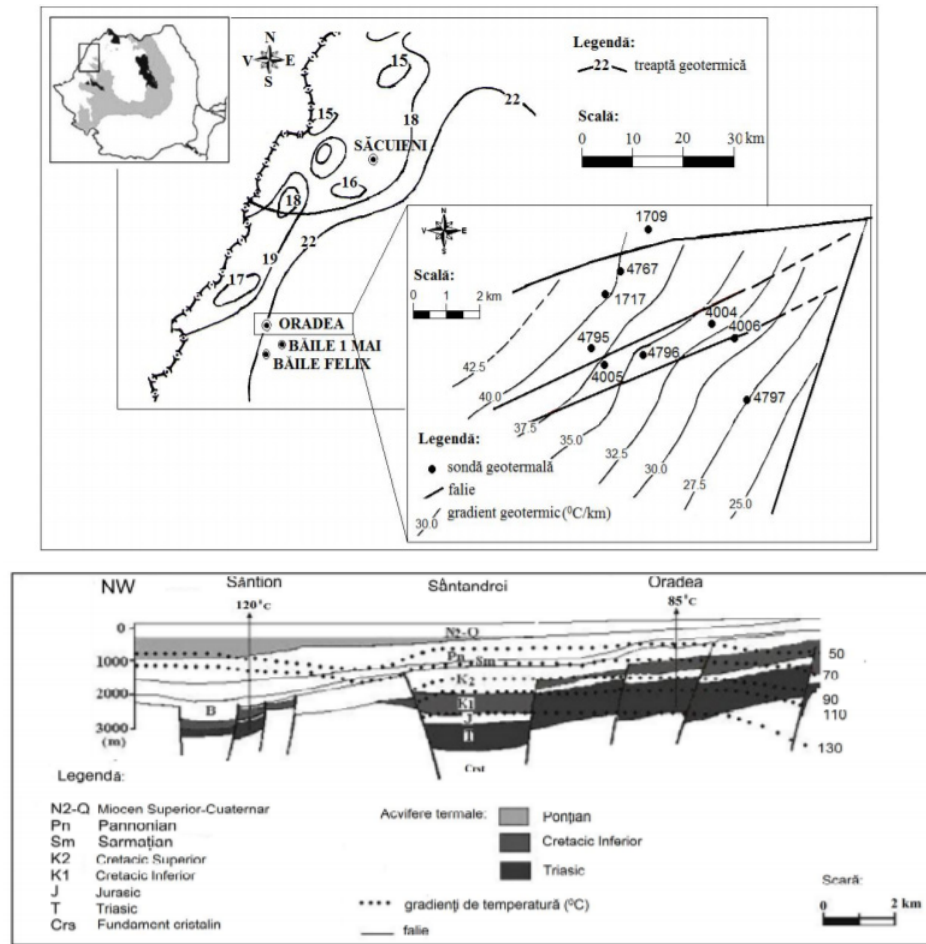 N
V E
S
Legendă:
22 treaptă geotermică
Scală:
0 10 20 30 km
15
15
18
22
SĂCUIENI
16
18
22
19
17
ORADEA
BĂILE 1 MAI
BĂILE FELIX
N
V E
S
Scală:
0 1 2 km
1709
4767
1717
4004
4006
4795
4796
4005
4797
42.5
40.0
37.5
35.0
32.5
30.0
27.5
25.0
Legendă:
sondă geotermală
falie
30.0 gradient geotermic (⁰C/km)
NW Sântion Sântandrei Oradea
120°c 85°c
0
1000
2000
3000
(m)
N2-Q
Pn
Sm
K2
K1
J
T
B
Crst
50
70
90
110
130
Legendă:
N2-Q Miocen Superior-Cuaternar
Pn Pannonian
Sm Sarmațian
K2 Cretacic Superior
K1 Cretacic Inferior
J Jurasic
T Triasic
Crs Fundament cristalin
Acvifere termale:
Ponțian
Cretacic Inferior
Triasic
gradienți de temperatură (⁰C)
falie
Scară:
0 2 km